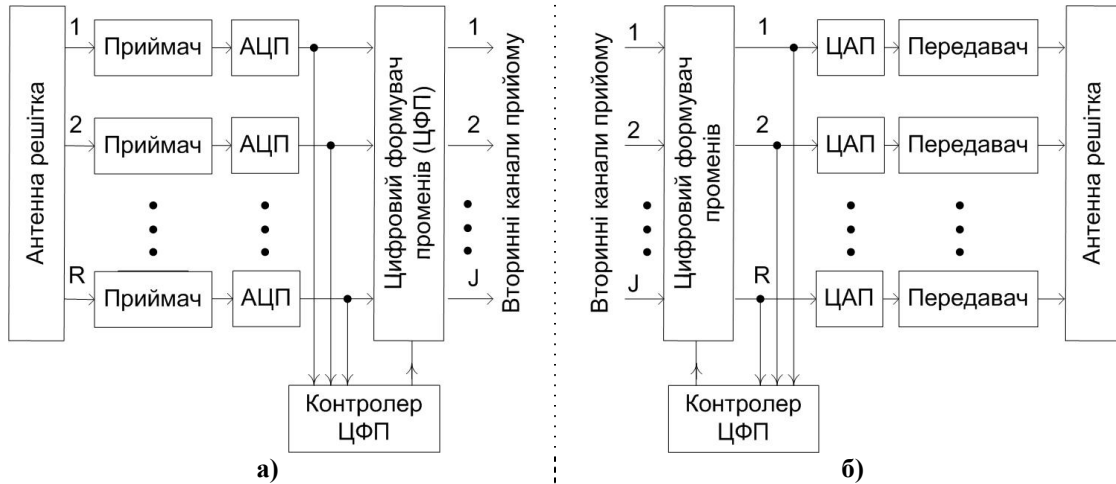 Антенна решітка
1
Приймач
АЦП
2
Приймач
АЦП
R
Приймач
АЦП
Цифровий формувач
променів (ЦФП)
1
2
J
Вторинні канали прийому
Контролер
ЦФП
а)
Вторинні канали прийому
1
2
J
Цифровий формувач
променів
1
ЦАП
Передавач
2
ЦАП
Передавач
R
ЦАП
Передавач
Антенна решітка
Контролер
ЦФП
б)